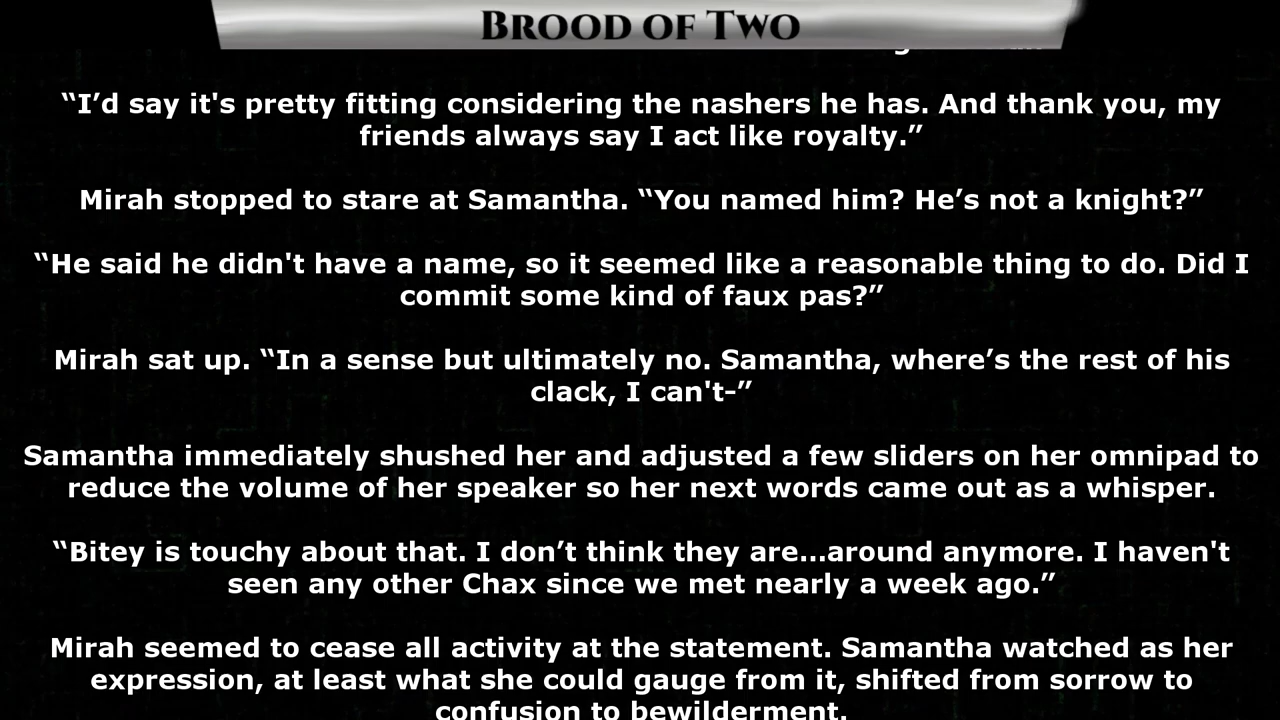 Brood of Two
“I’d say it's pretty fitting considering the nashers he has. And thank you, my
friends always say I act like royalty.”
Mirah stopped to stare at Samantha. “You named him? He’s not a knight?”
“He said he didn't have a name, so it seemed like a reasonable thing to do. Did I
commit some kind of faux pas?”
Mirah sat up. “In a sense but ultimately no. Samantha, where’s the rest of his
clack, I can't-”
Samantha immediately shushed her and adjusted a few sliders on her omnipad to
reduce the volume of her speaker so her next words came out as a whisper.
“Bitey is touchy about that. I don’t think they are...around anymore. I haven't
seen any other Chax since we met nearly a week ago.”
Mirah seemed to cease all activity at the statement. Samantha watched as her
expression, at least what she could gauge from it, shifted from sorrow to
confusion to bewilderment.